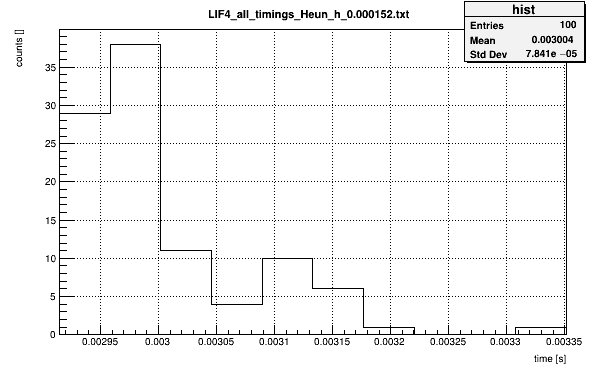 LIF4_all_timings_Heun_h_0.000152.txt
hist
Entries 100
Mean 0.003004
Std Dev 7.841e −05
counts []
35
30
25
20
15
10
5
0
0.00295 0.003 0.00305 0.0031 0.00315 0.0032 0.00325 0.0033 0.00335
time [s]